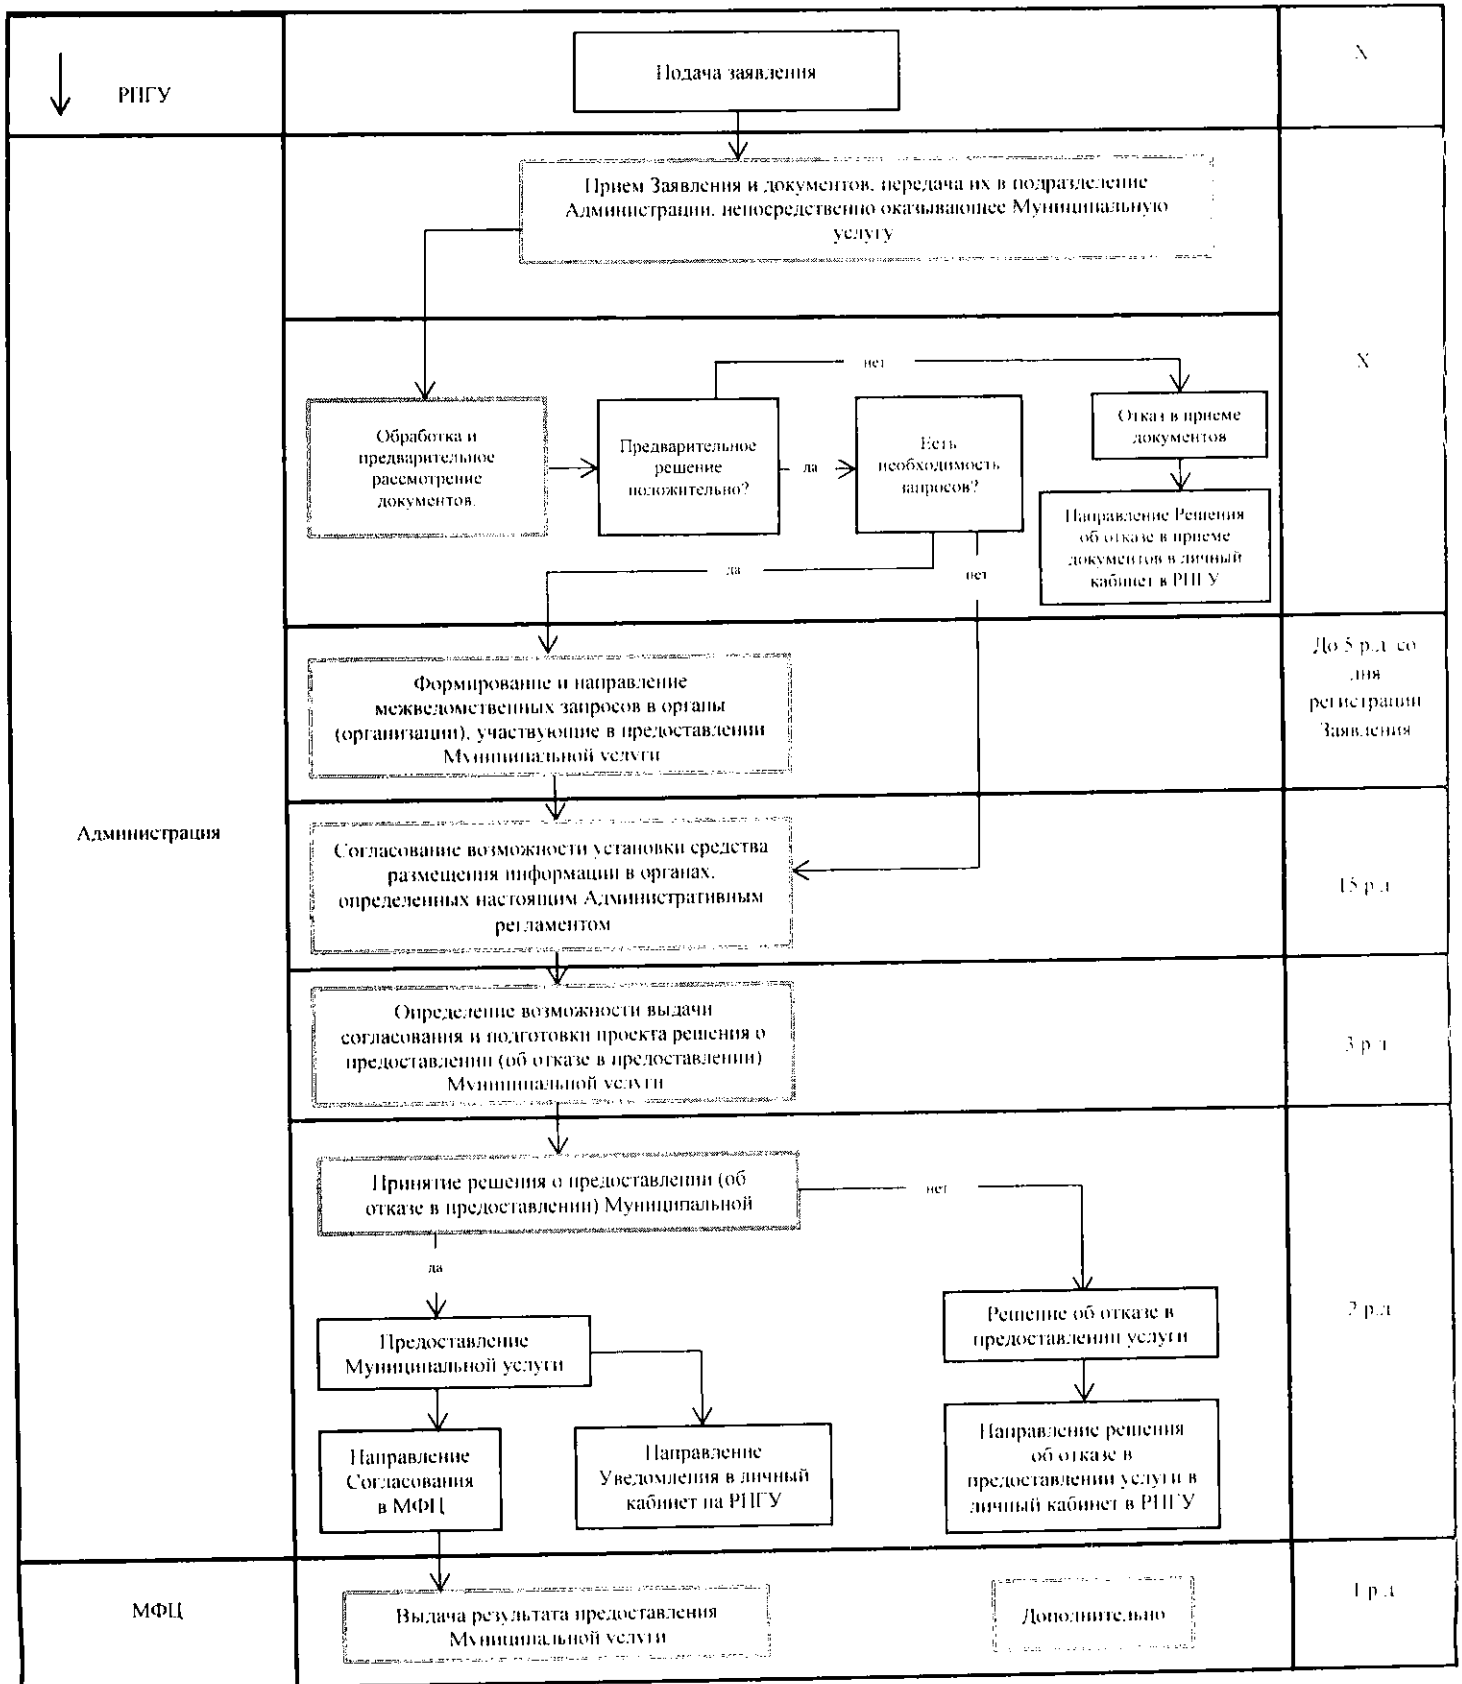 РПГУ
Подача заявления
Х
Прием Заявления и документов, передача их в подразделение
Администрации, непосредственно оказывающее Муниципальную
услугу
Х
нет
Обработка и
предварительное
рассмотрение
документов.
Предварительное
решение
положительно?
да
Есть
необходимость
запросов?
Отказ в приеме
документов
Направление Решения
об отказе в приеме
документов в личный
кабинет в РПГУ
да
нет
Формирование и направление
межведомственных запросов в органы
(организации), участвующие в предоставлении
Муниципальной услуги
До 5 р.д. со
дня
регистрации
Заявления
Администрация
Согласование возможности установки средства
размещения информации в органах,
определенных настоящим Административным
регламентом
15 р.д
Определение возможности выдачи
согласования и подготовки проекта решения о
предоставлении (об отказе в предоставлении)
Муниципальной услуги
3 р.д
Принятие решения о предоставлении (об
отказе в предоставлении) Муниципальной
нет
да
Предоставление
Муниципальной услуги
Решение об отказе в
предоставлении услуги
2 р.д
Направление
Согласования
в МФЦ
Направление
Уведомления в личный
кабинет на РПГУ
Направление решения
об отказе в
предоставлении услуги в
личный кабинет в РПГУ
МФЦ
Выдача результата предоставления
Муниципальной услуги
Дополнительно
1 р.д